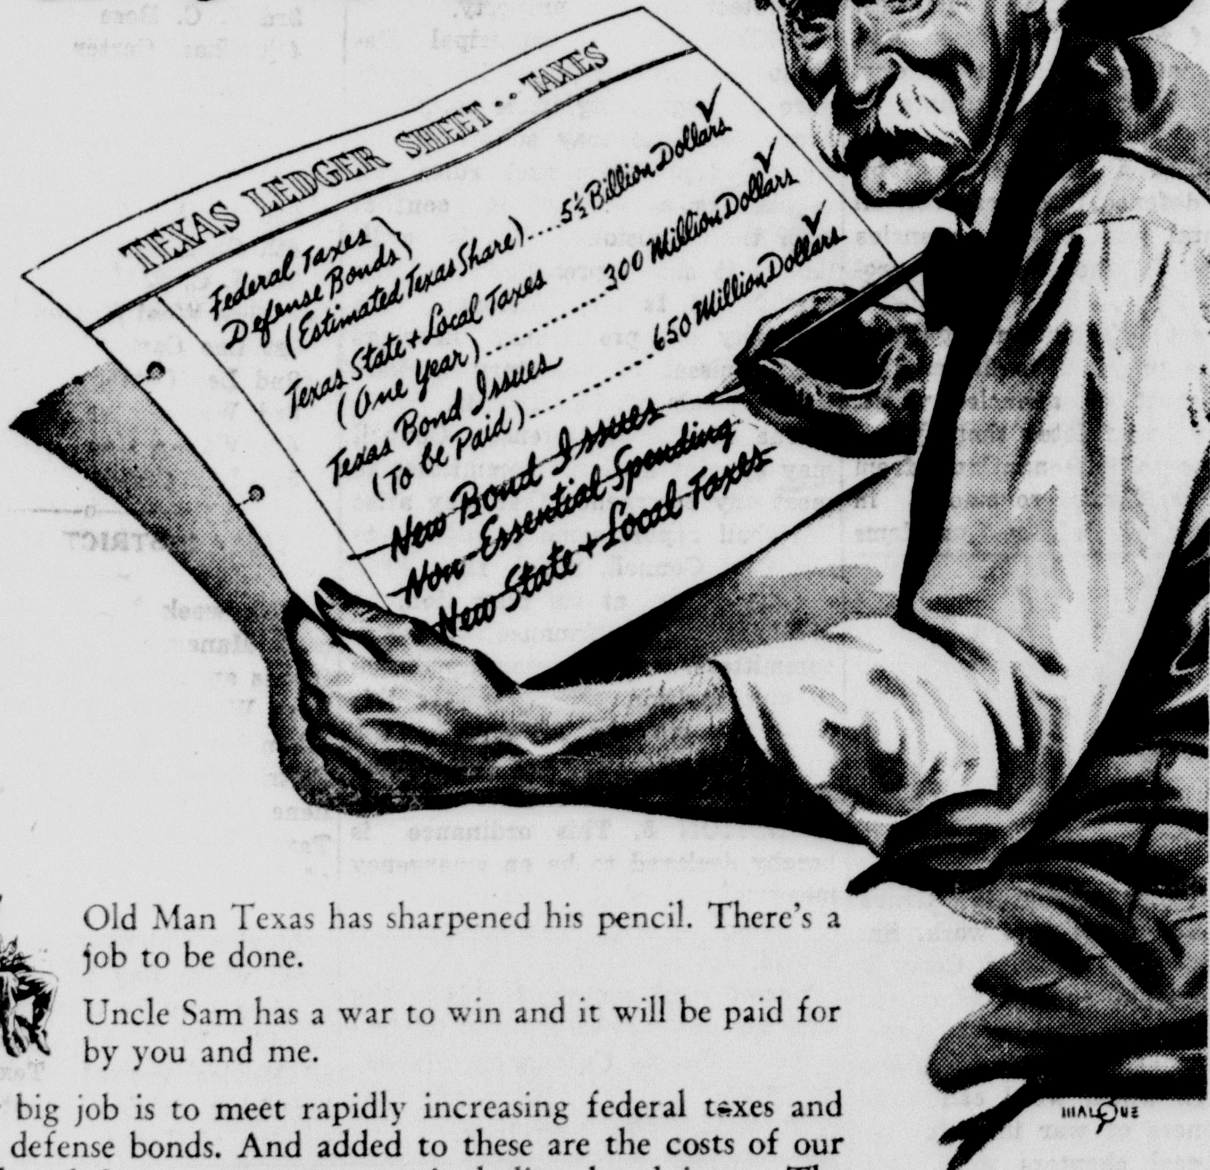 TEXAS LEDGER SHEET .. TAXES
Federal Taxes
Defense Bonds}
(Estimated Texas Share).... 5½ Billion Dollars ✓
Texas State & Local Taxes
(One Year)............ 300 Million Dollars ✓
Texas Bond Issues
(To be Paid)............ 650 Million Dollars ✓
New Bond Issues
Non-Essential Spending
New State & Local Taxes
Old Man Texas has sharpened his pencil. There's a
job to be done.
Uncle Sam has a war to win and it will be paid for
by you and me.
big job is to meet rapidly increasing federal taxes and
defense bonds. And added to these are the costs of our
MALONE